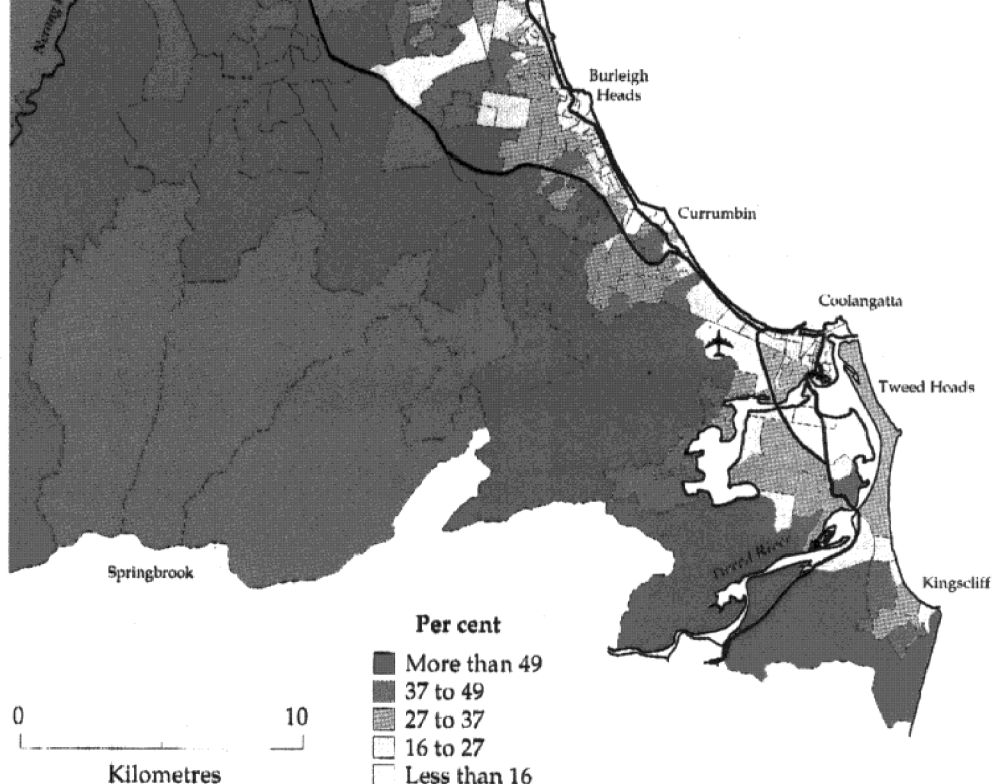 Burleigh
Heads
Currumbin
Coolangatta
Tweed Heads
Tweed River
Springbrook
Kingscliff
Per cent
More than 49
37 to 49
27 to 37
16 to 27
Less than 16
0 10
Kilometres